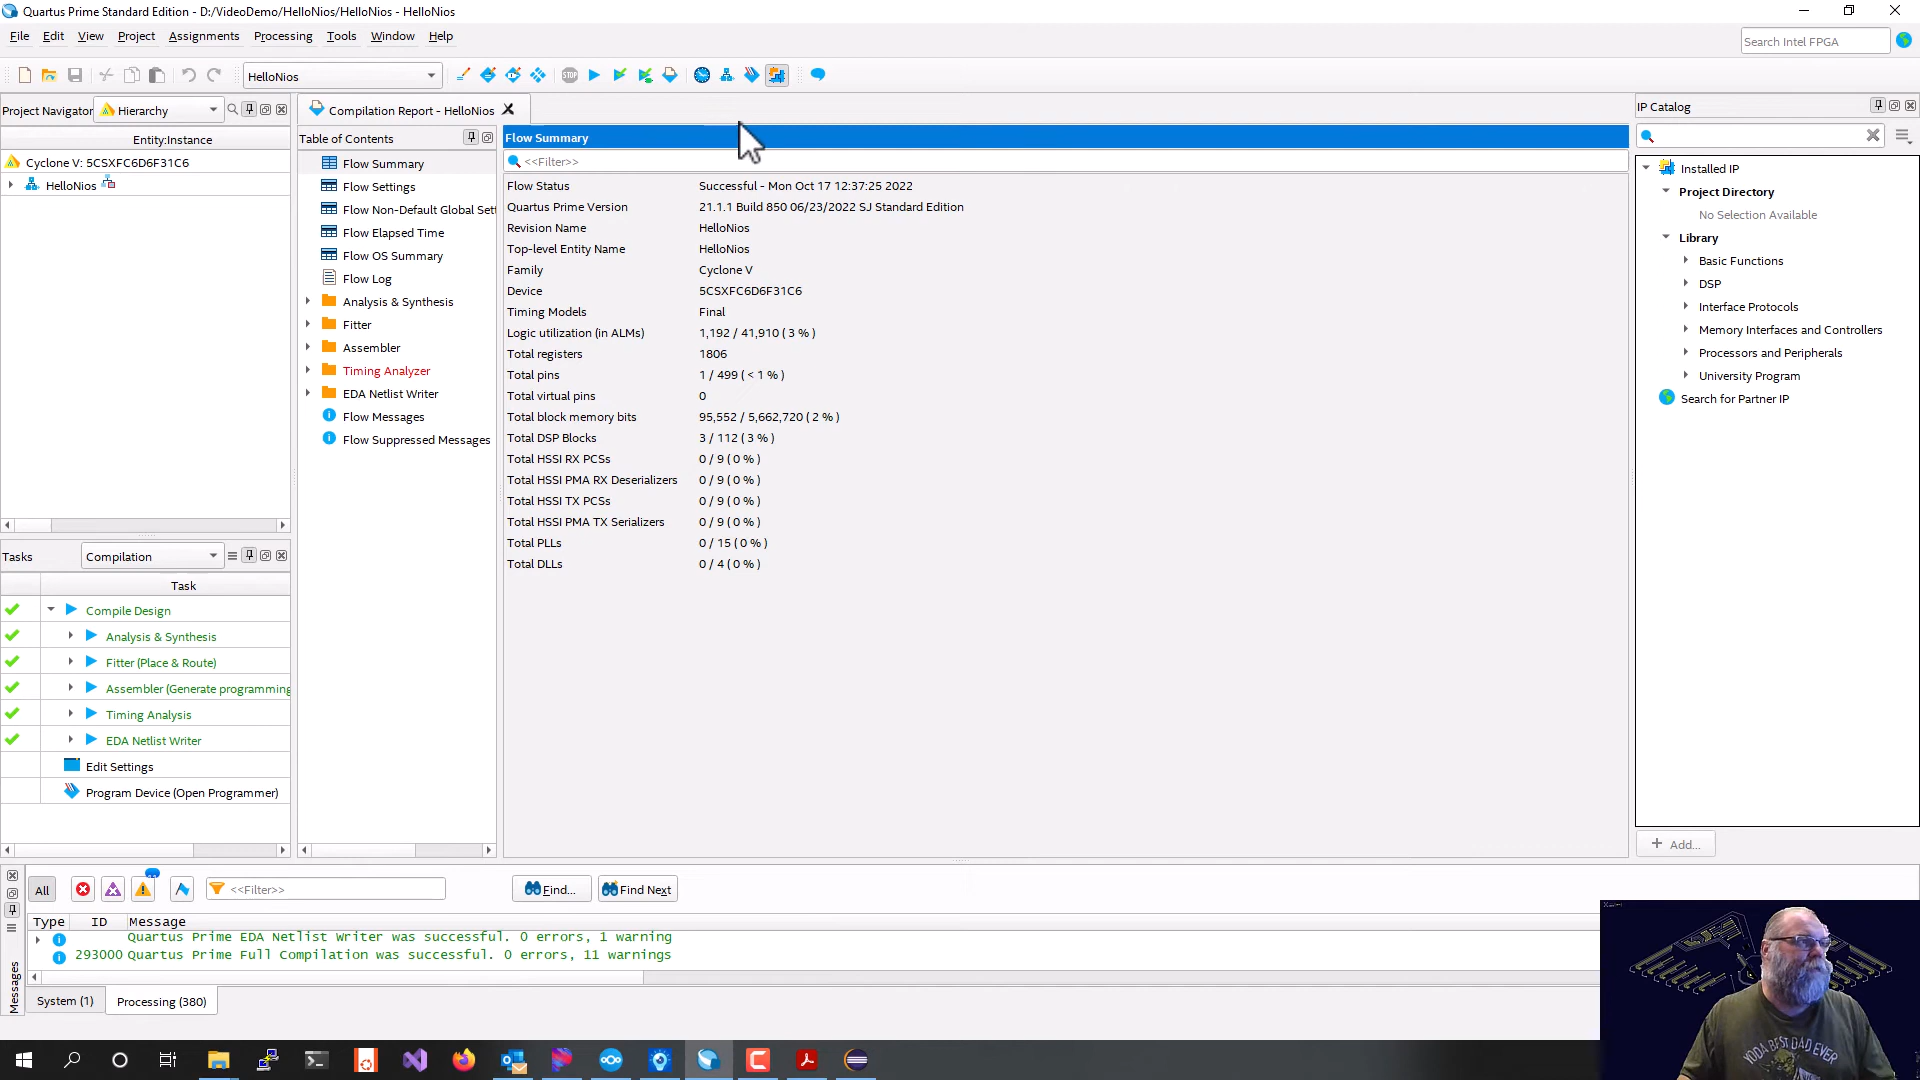 Quartus Prime Standard Edition - D:/VideoDemo/HelloNios/HelloNios - HelloNios
File Edit View Project Assignments Processing Tools Window Help
Search Intel FPGA
HelloNios
STOP
Project Navigator Hierarchy
Entity:Instance
Cyclone V: 5CSXFC6D6F31C6
HelloNios
Compilation Report - HelloNios
Table of Contents
Flow Summary
Flow Settings
Flow Non-Default Global Set
Flow Elapsed Time
Flow OS Summary
Flow Log
Analysis & Synthesis
Fitter
Assembler
Timing Analyzer
EDA Netlist Writer
Flow Messages
Flow Suppressed Messages
Flow Summary
<<Filter>>
Flow Status Successful - Mon Oct 17 12:37:25 2022
Quartus Prime Version 21.1.1 Build 850 06/23/2022 SJ Standard Edition
Revision Name HelloNios
Top-level Entity Name HelloNios
Family Cyclone V
Device 5CSXFC6D6F31C6
Timing Models Final
Logic utilization (in ALMs) 1,192 / 41,910 ( 3 % )
Total registers 1806
Total pins 1 / 499 ( < 1 % )
Total virtual pins 0
Total block memory bits 95,552 / 5,662,720 ( 2 % )
Total DSP Blocks 3 / 112 ( 3 % )
Total HSSI RX PCSs 0 / 9 ( 0 % )
Total HSSI PMA RX Deserializers 0 / 9 ( 0 % )
Total HSSI TX PCSs 0 / 9 ( 0 % )
Total HSSI PMA TX Serializers 0 / 9 ( 0 % )
Total PLLs 0 / 15 ( 0 % )
Total DLLs 0 / 4 ( 0 % )
IP Catalog
Installed IP
Project Directory
No Selection Available
Library
Basic Functions
DSP
Interface Protocols
Memory Interfaces and Controllers
Processors and Peripherals
University Program
Search for Partner IP
+ Add...
Tasks Compilation
Task
Compile Design
Analysis & Synthesis
Fitter (Place & Route)
Assembler (Generate programming
Timing Analysis
EDA Netlist Writer
Edit Settings
Program Device (Open Programmer)
All <<Filter>> Find... Find Next
Type ID Message
Quartus Prime EDA Netlist Writer was successful. 0 errors, 1 warning
293000 Quartus Prime Full Compilation was successful. 0 errors, 11 warnings
System (1) Processing (380)
Messages
YODA BEST DAD EVER